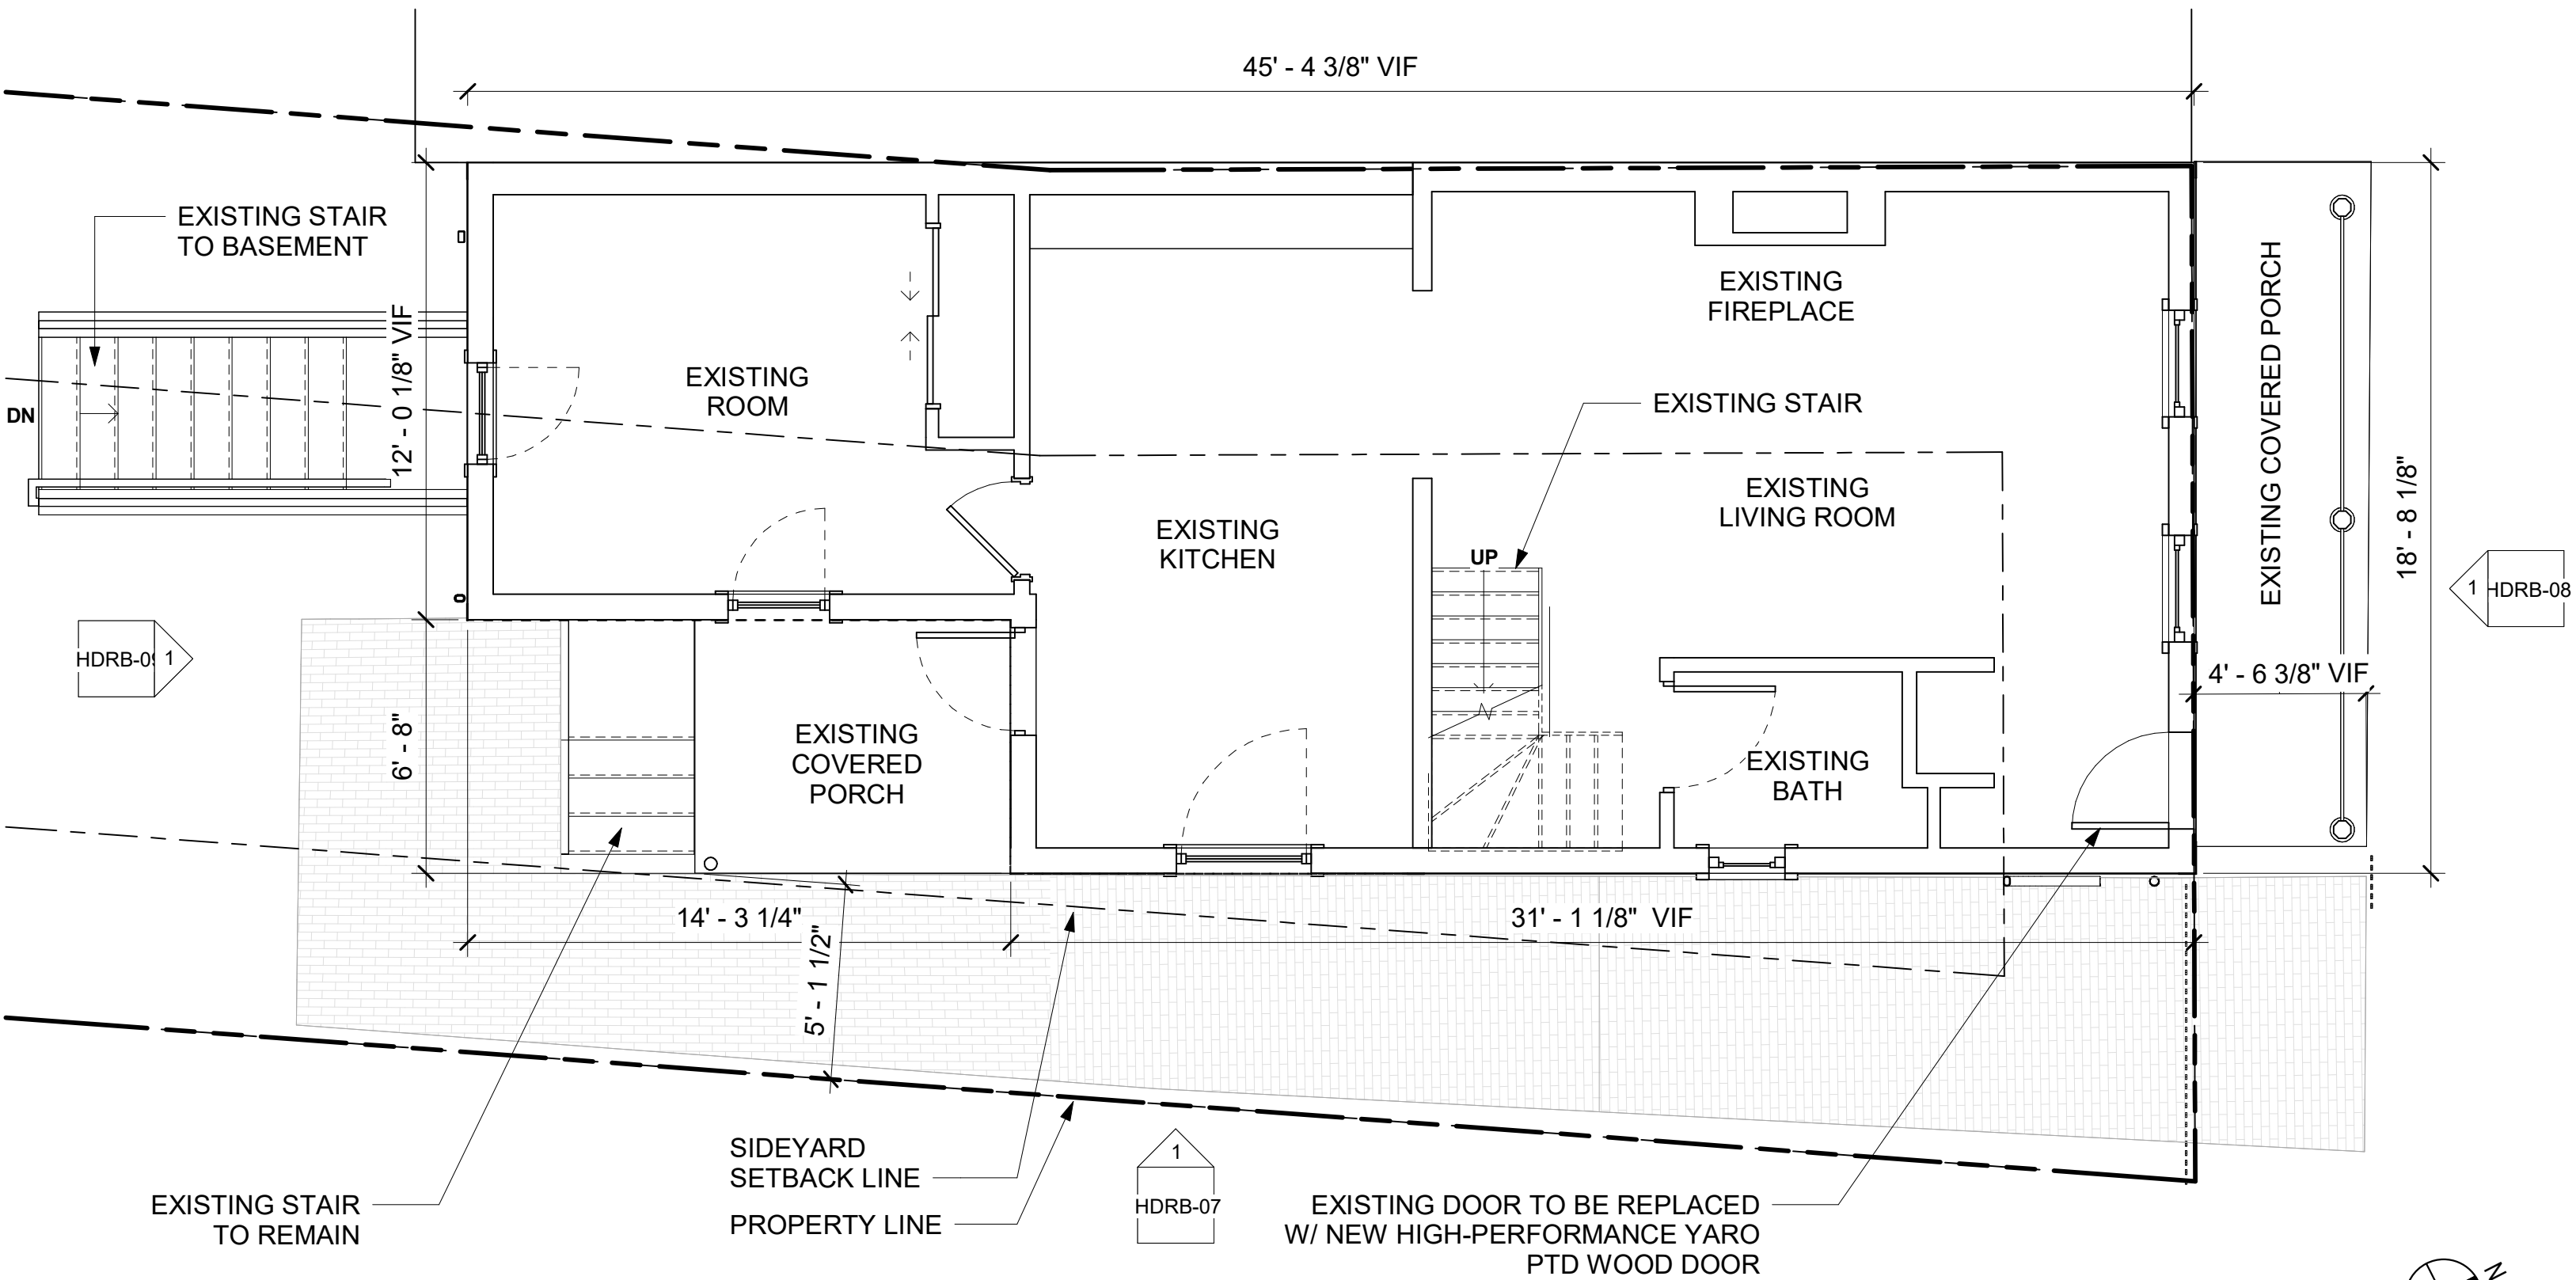 45' - 4 3/8" VIF
EXISTING STAIR
TO BASEMENT
DN
12' - 0 1/8" VIF
EXISTING
ROOM
EXISTING
FIREPLACE
EXISTING STAIR
EXISTING COVERED PORCH
18' - 8 1/8"
EXISTING
LIVING ROOM
EXISTING
KITCHEN
UP
1
HDRB-08
HDRB-09
1
4' - 6 3/8" VIF
6' - 8"
EXISTING
COVERED
PORCH
EXISTING
BATH
14' - 3 1/4"
31' - 1 1/8" VIF
5' - 1 1/2"
SIDEYARD
SETBACK LINE
PROPERTY LINE
1
HDRB-07
EXISTING STAIR
TO REMAIN
EXISTING DOOR TO BE REPLACED
W/ NEW HIGH-PERFORMANCE YARO
PTD WOOD DOOR
N